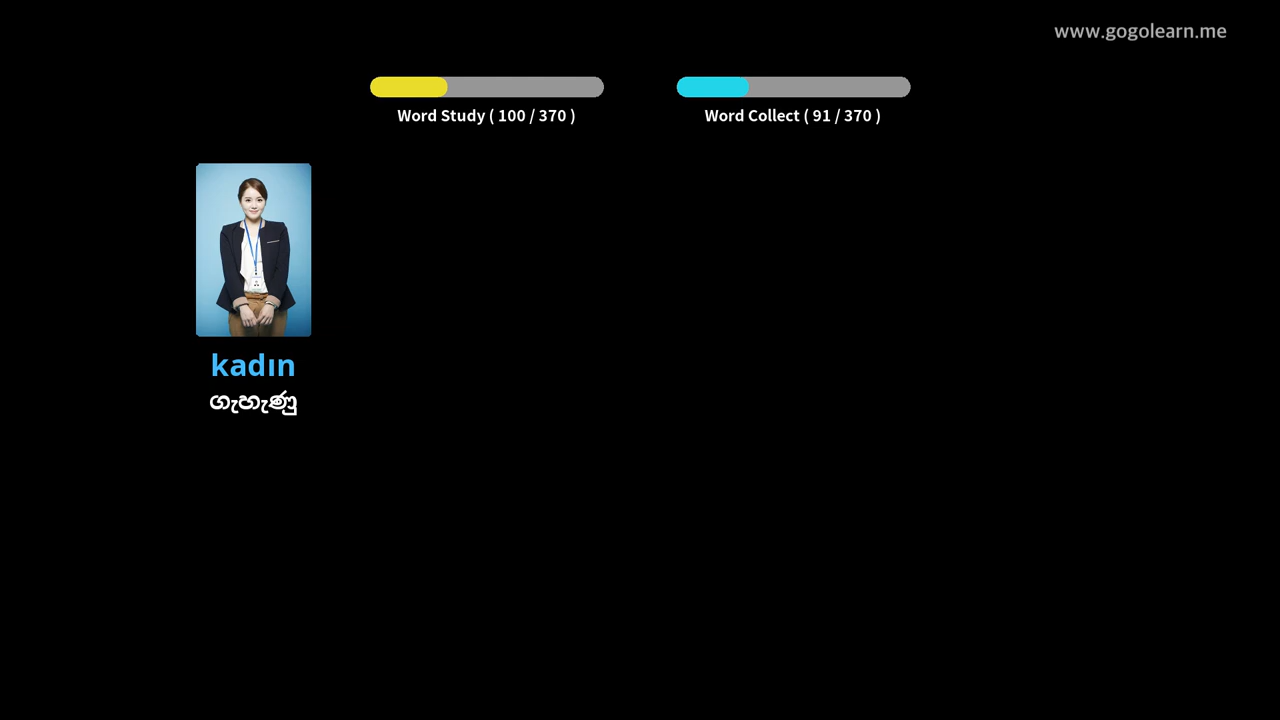 www.gogolearn.me
Word Study ( 100 / 370 )
Word Collect ( 91 / 370 )
kadın
ගැහැණු